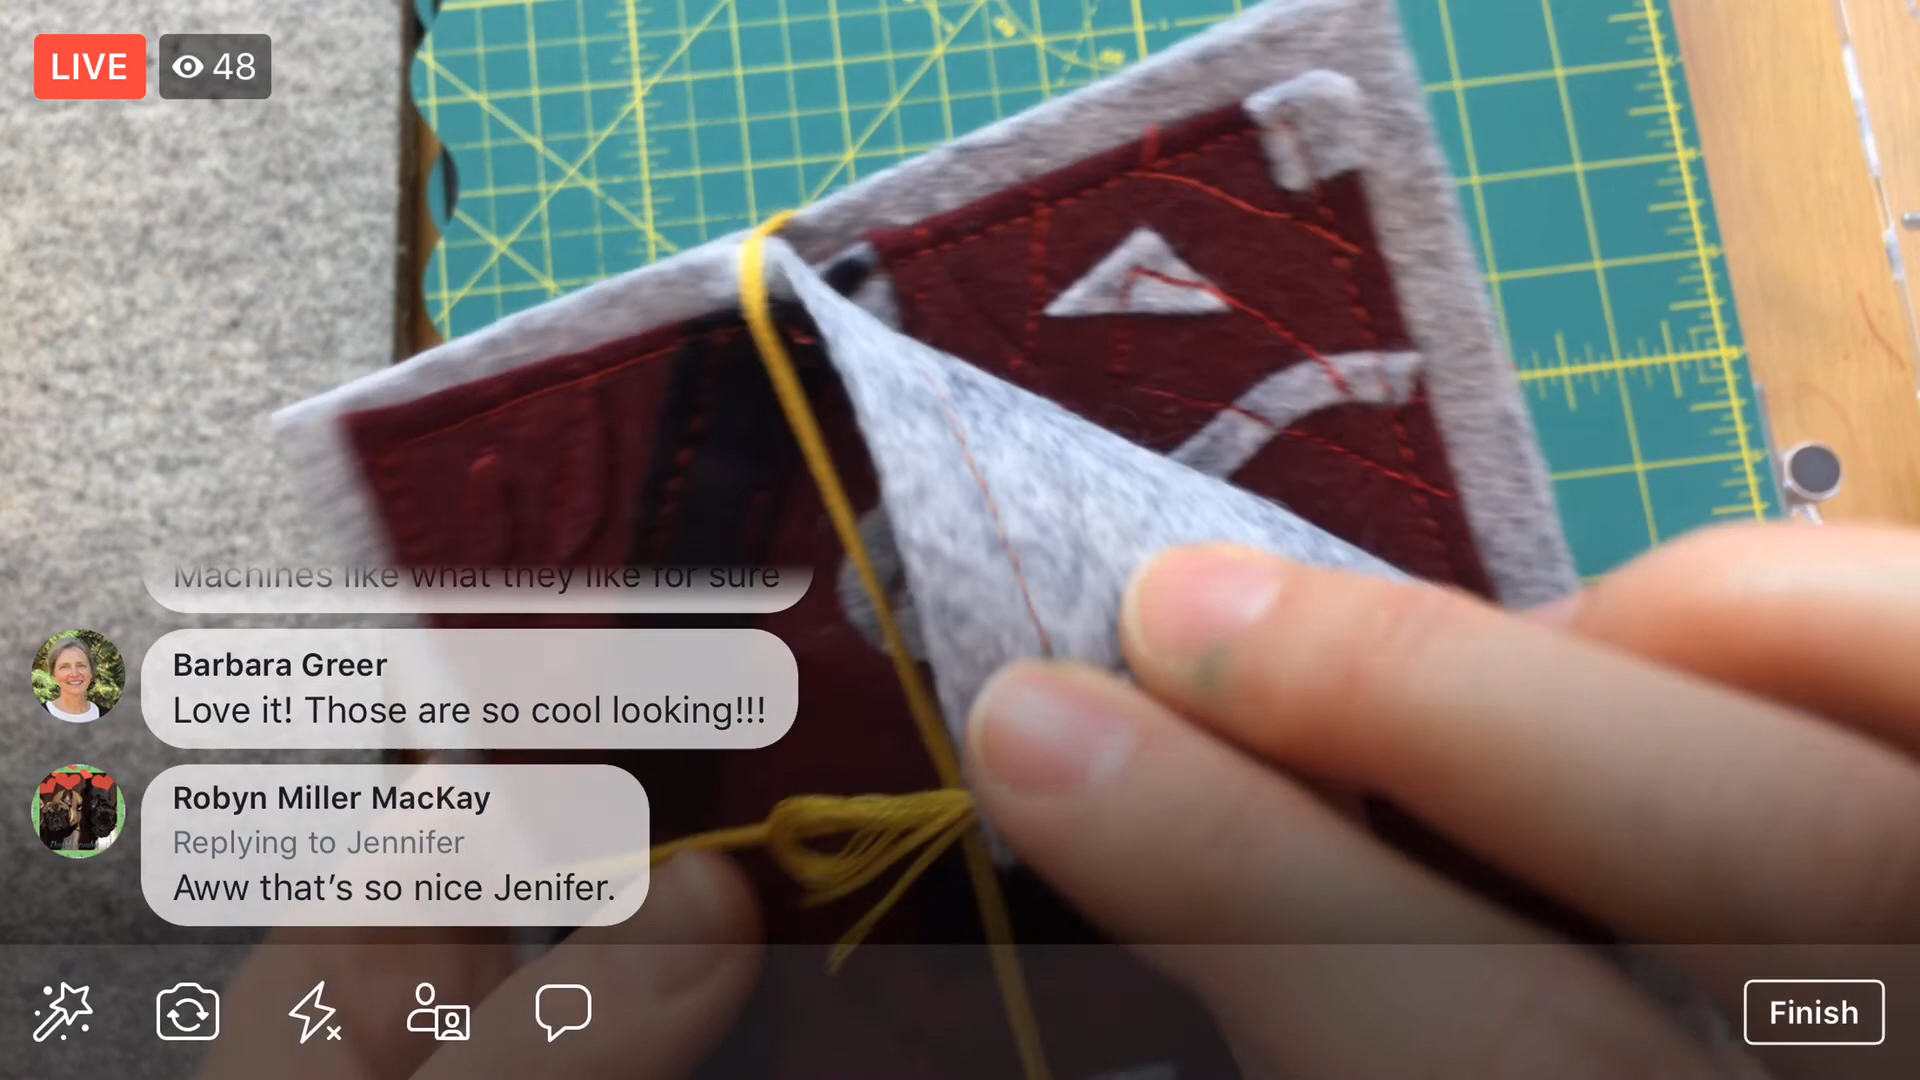 LIVE
48
Machines like what they like for sure
Barbara Greer
Love it! Those are so cool looking!!!
Robyn Miller MacKay
Replying to Jennifer
Aww that’s so nice Jenifer.
Finish